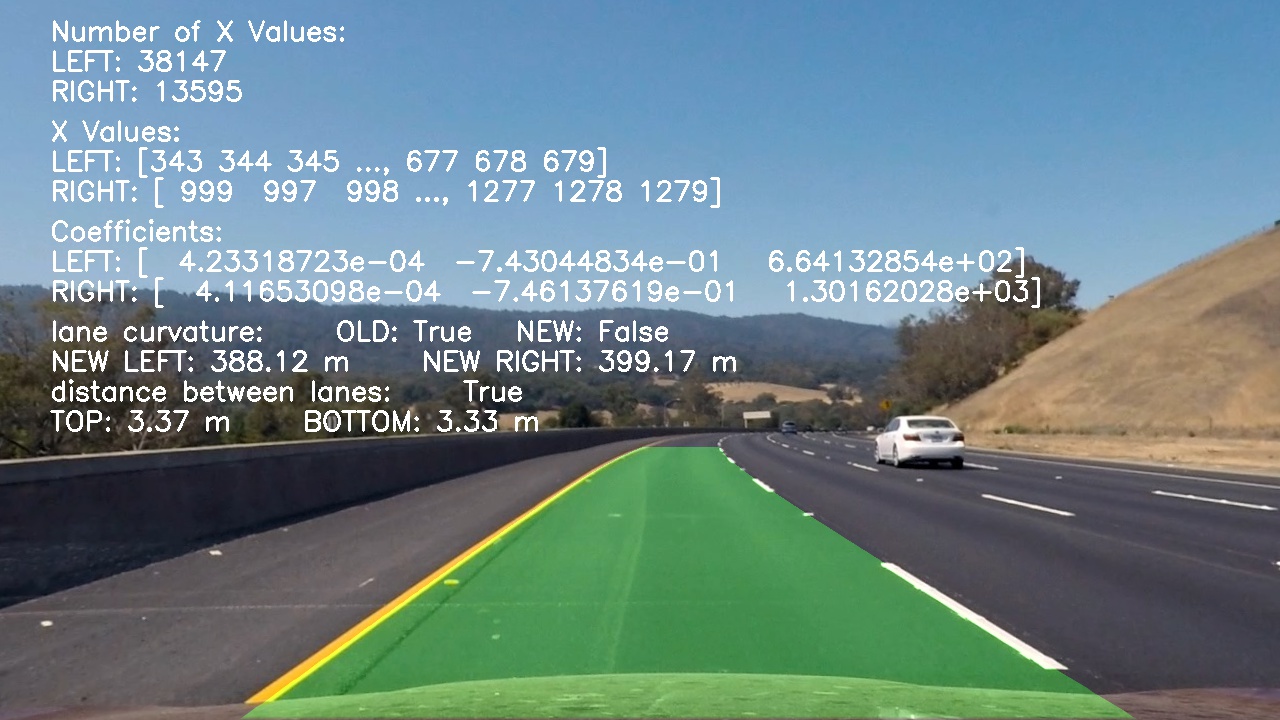 Number of X Values:
LEFT: 38147
RIGHT: 13595
X Values:
LEFT: [343 344 345 ..., 677 678 679]
RIGHT: [ 999 997 998 ..., 1277 1278 1279]
Coefficients:
LEFT: [ 4.23318723e-04 -7.43044834e-01 6.64132854e+02]
RIGHT: [ 4.11653098e-04 -7.46137619e-01 1.30162028e+03]
lane curvature: OLD: True NEW: False
NEW LEFT: 388.12 m NEW RIGHT: 399.17 m
distance between lanes: True
TOP: 3.37 m BOTTOM: 3.33 m